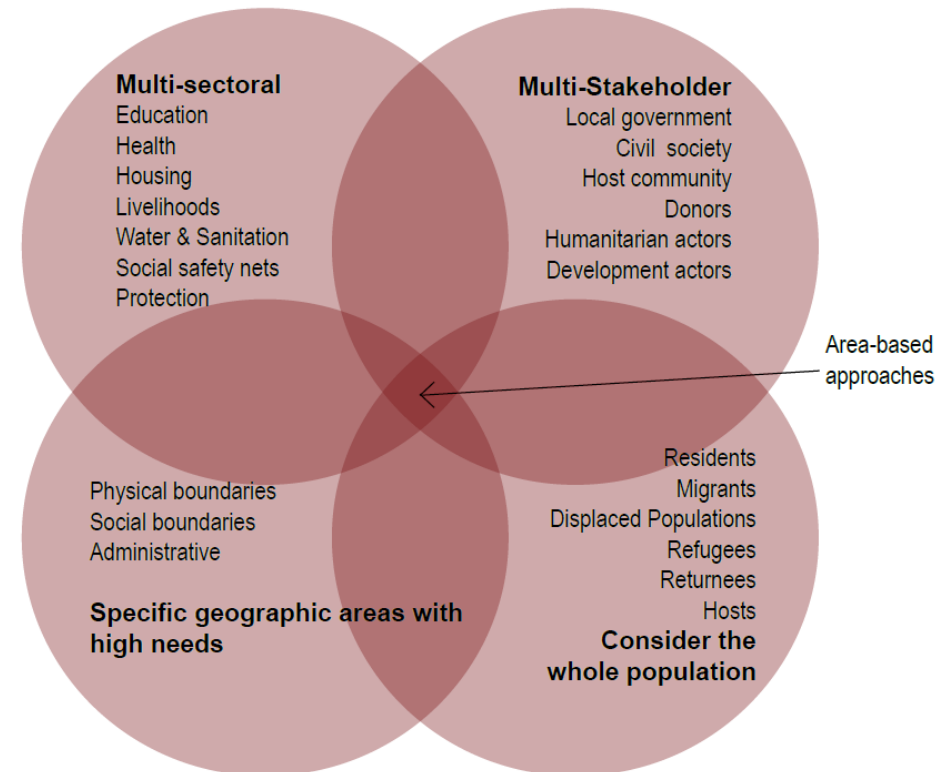 Multi-sectoral
Education
Health
Housing
Livelihoods
Water & Sanitation
Social safety nets
Protection
Multi-Stakeholder
Local government
Civil society
Host community
Donors
Humanitarian actors
Development actors
Area-based
approaches
Physical boundaries
Social boundaries
Administrative
Specific geographic areas with
high needs
Residents
Migrants
Displaced Populations
Refugees
Returnees
Hosts
Consider the
whole population